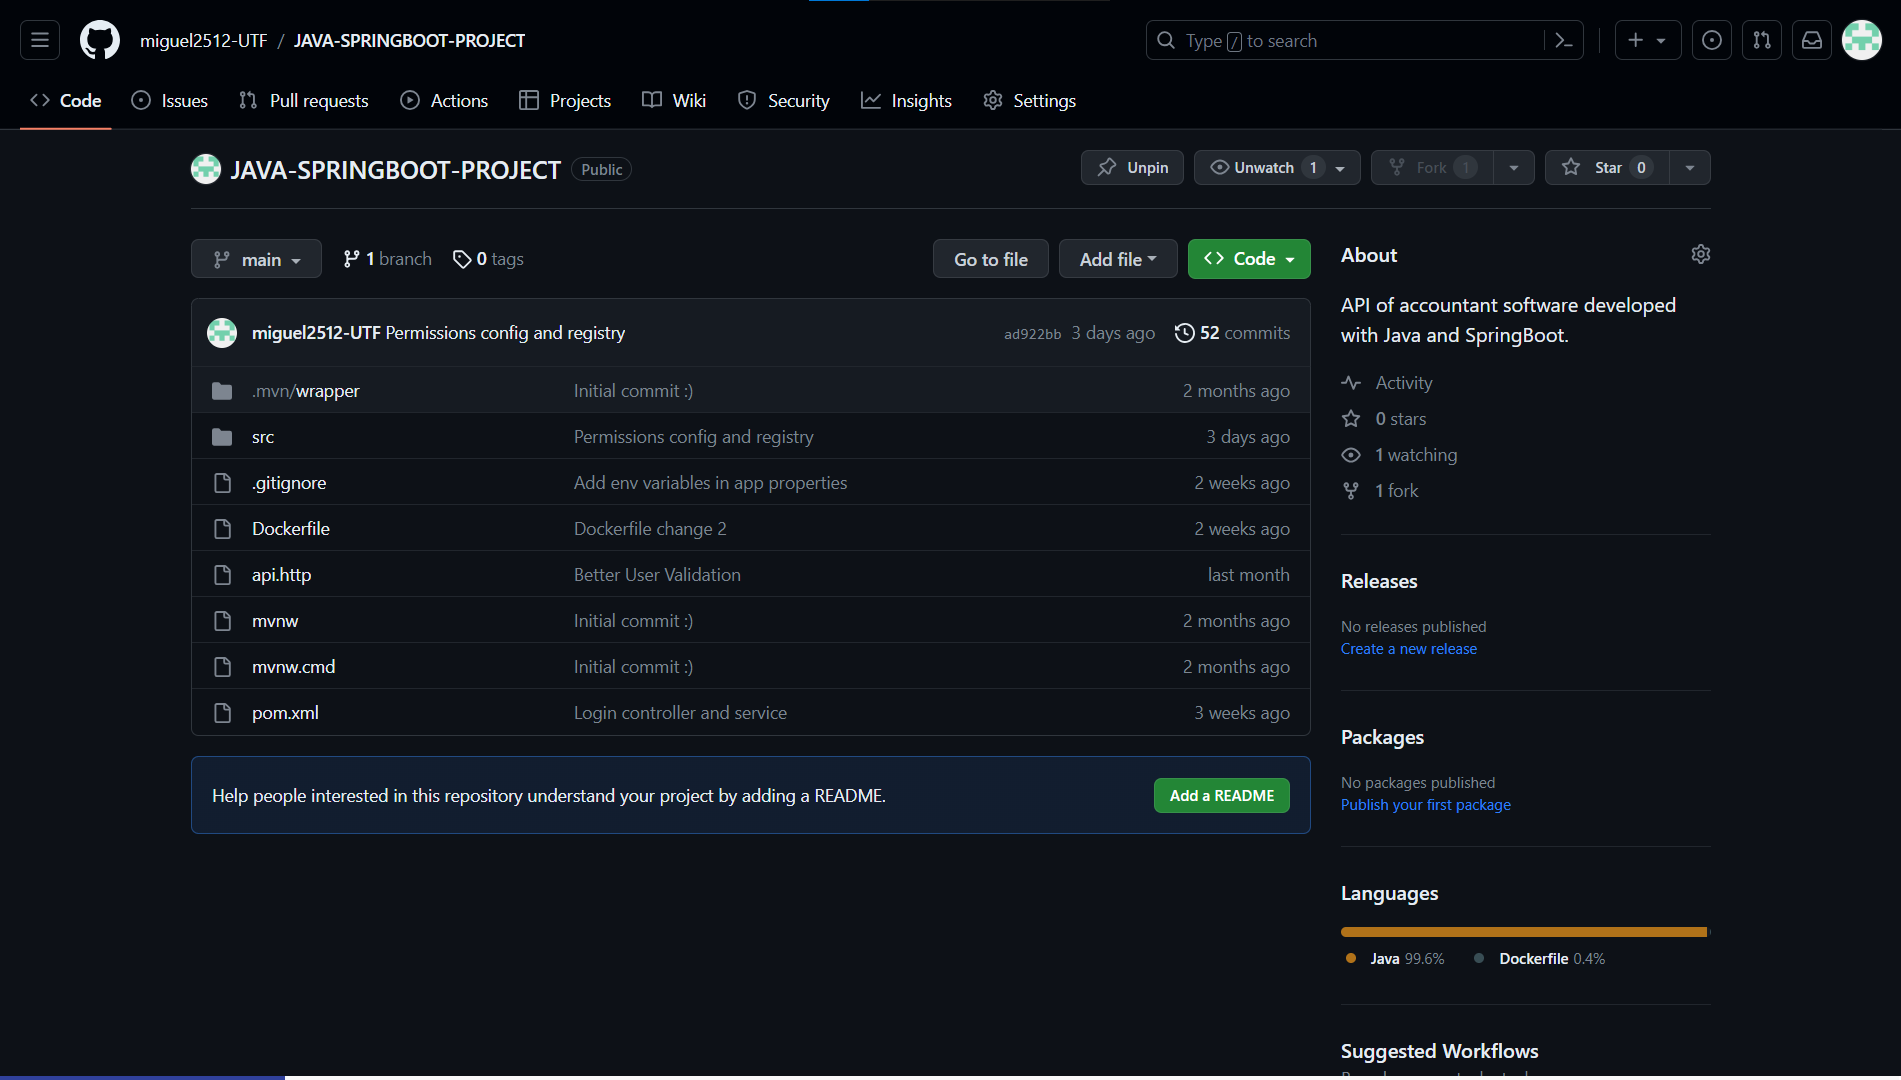 miguel2512-UTF / JAVA-SPRINGBOOT-PROJECT
Type / to search
Code Issues Pull requests Actions Projects Wiki Security Insights Settings
JAVA-SPRINGBOOT-PROJECT Public
Unpin Unwatch 1 Fork 1 Star 0
main 1 branch 0 tags Go to file Add file Code
miguel2512-UTF Permissions config and registry ad922bb 3 days ago 52 commits
.mvn/wrapper Initial commit :) 2 months ago
src Permissions config and registry 3 days ago
.gitignore Add env variables in app properties 2 weeks ago
Dockerfile Dockerfile change 2 2 weeks ago
api.http Better User Validation last month
mvnw Initial commit :) 2 months ago
mvnw.cmd Initial commit :) 2 months ago
pom.xml Login controller and service 3 weeks ago
Help people interested in this repository understand your project by adding a README. Add a README
About
API of accountant software developed
with Java and SpringBoot.
Activity
0 stars
1 watching
1 fork
Releases
No releases published
Create a new release
Packages
No packages published
Publish your first package
Languages
Java 99.6% Dockerfile 0.4%
Suggested Workflows